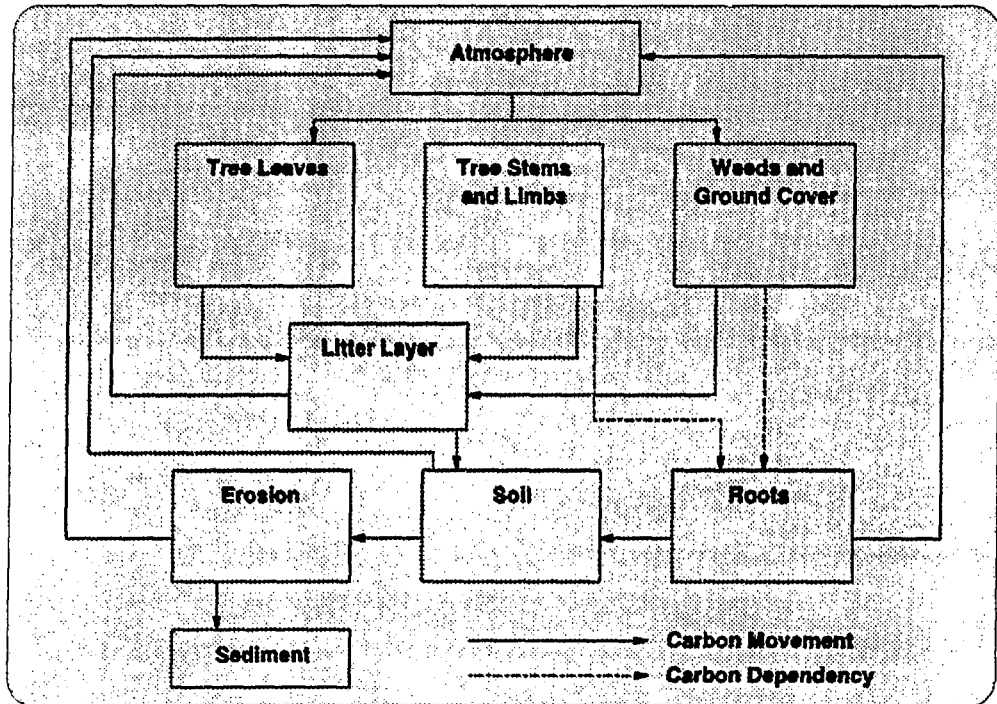 Atmosphere
Tree Leaves
Tree Stems
and Limbs
Weeds and
Ground Cover
Litter Layer
Erosion
Soil
Roots
Sediment
Carbon Movement
Carbon Dependency